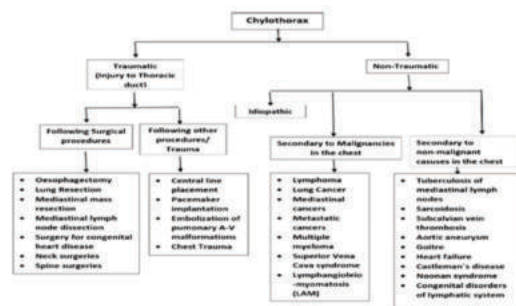 Chylothorax
Traumatic
(Injury to Thoracic
duct)
Non-Traumatic
Idiopathic
Following Surgical
procedures
Following other
procedures/
Trauma
Secondary to Malignancies
in the chest
Secondary
to
non-malignant
casuses in the chest
Oesophagectomy
Lung Resection
Mediastinal mass
resection
Mediastinal lymph
node dissection
Surgery for congenital
heart disease
Neck surgeries
Spine surgeries
Central line
placement
Pacemaker
implantation
Embolization of
pumonary A-V
malformations
Chest Trauma
Lymphoma
Lung Cancer
Mediastinal
cancers
Metastatic
cancers
Multiple
myeloma
Superior Vena
Cava syndrome
Lymphangioleio
-myomatosis
(LAM)
Tuberculosis of
mediastinal lymph
nodes
Sarcoidosis
Subcalvian vein
thrombosis
Aortic aneurysm
Goitre
Heart failure
Castleman's disease
Noonan syndrome
Congenital disorders
of lymphatic system